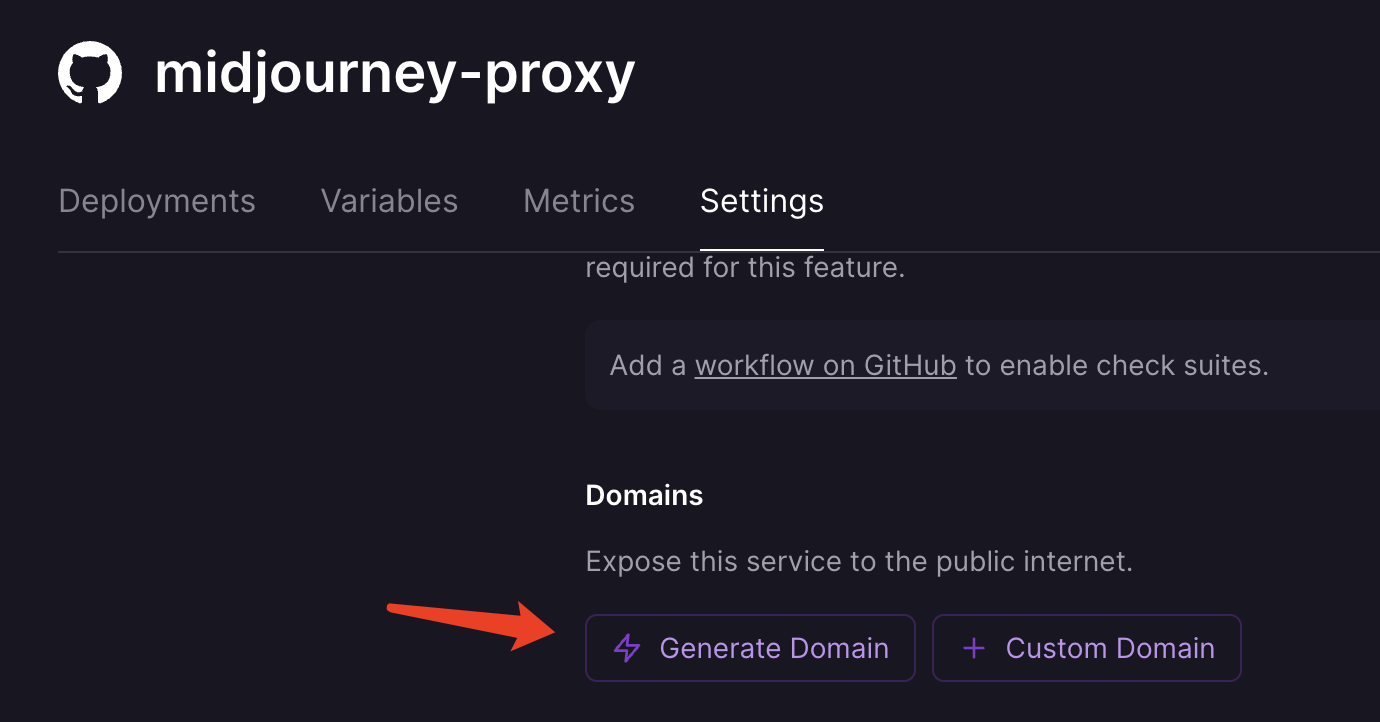 midjourney-proxy
Deployments Variables Metrics Settings
required for this feature.
Add a workflow on GitHub to enable check suites.
Domains
Expose this service to the public internet.
Generate Domain + Custom Domain